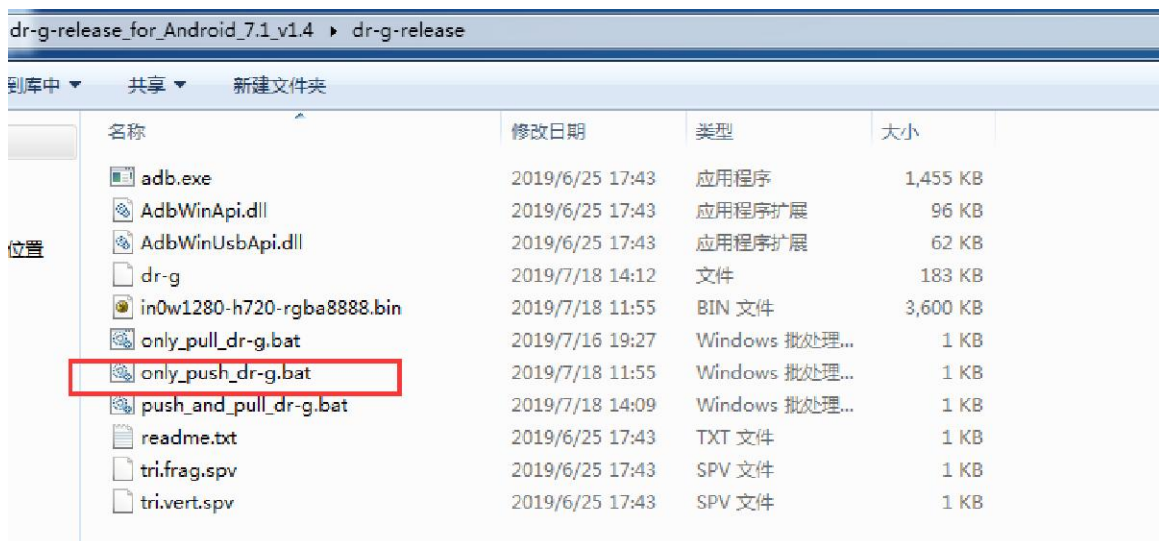 dr-g-release_for_Android_7.1_v1.4 ▸ dr-g-release
到库中 ▼ 共享 ▼ 新建文件夹
名称 修改日期 类型 大小
adb.exe 2019/6/25 17:43 应用程序 1,455 KB
AdbWinApi.dll 2019/6/25 17:43 应用程序扩展 96 KB
位置
AdbWinUsbApi.dll 2019/6/25 17:43 应用程序扩展 62 KB
dr-g 2019/7/18 14:12 文件 183 KB
in0w1280-h720-rgba8888.bin 2019/7/18 11:55 BIN 文件 3,600 KB
only_pull_dr-g.bat 2019/7/16 19:27 Windows 批处理... 1 KB
only_push_dr-g.bat 2019/7/18 11:55 Windows 批处理... 1 KB
push_and_pull_dr-g.bat 2019/7/18 14:09 Windows 批处理... 1 KB
readme.txt 2019/6/25 17:43 TXT 文件 1 KB
tri.frag.spv 2019/6/25 17:43 SPV 文件 1 KB
tri.vert.spv 2019/6/25 17:43 SPV 文件 1 KB